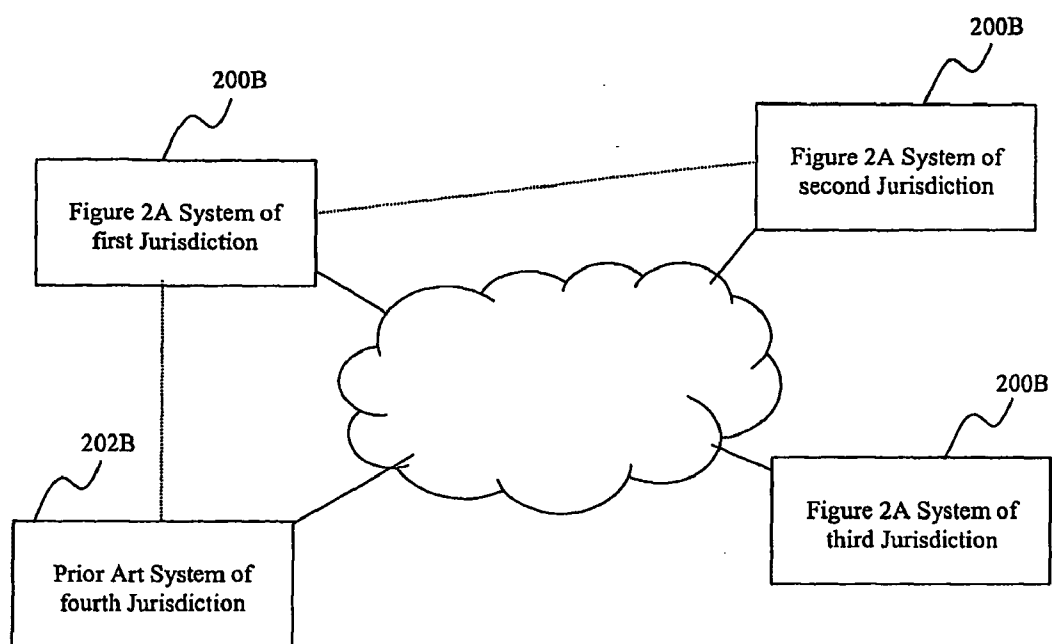 200B
200B
Figure 2A System of
second Jurisdiction
Figure 2A System of
first Jurisdiction
200B
202B
Figure 2A System of
third Jurisdiction
Prior Art System of
fourth Jurisdiction